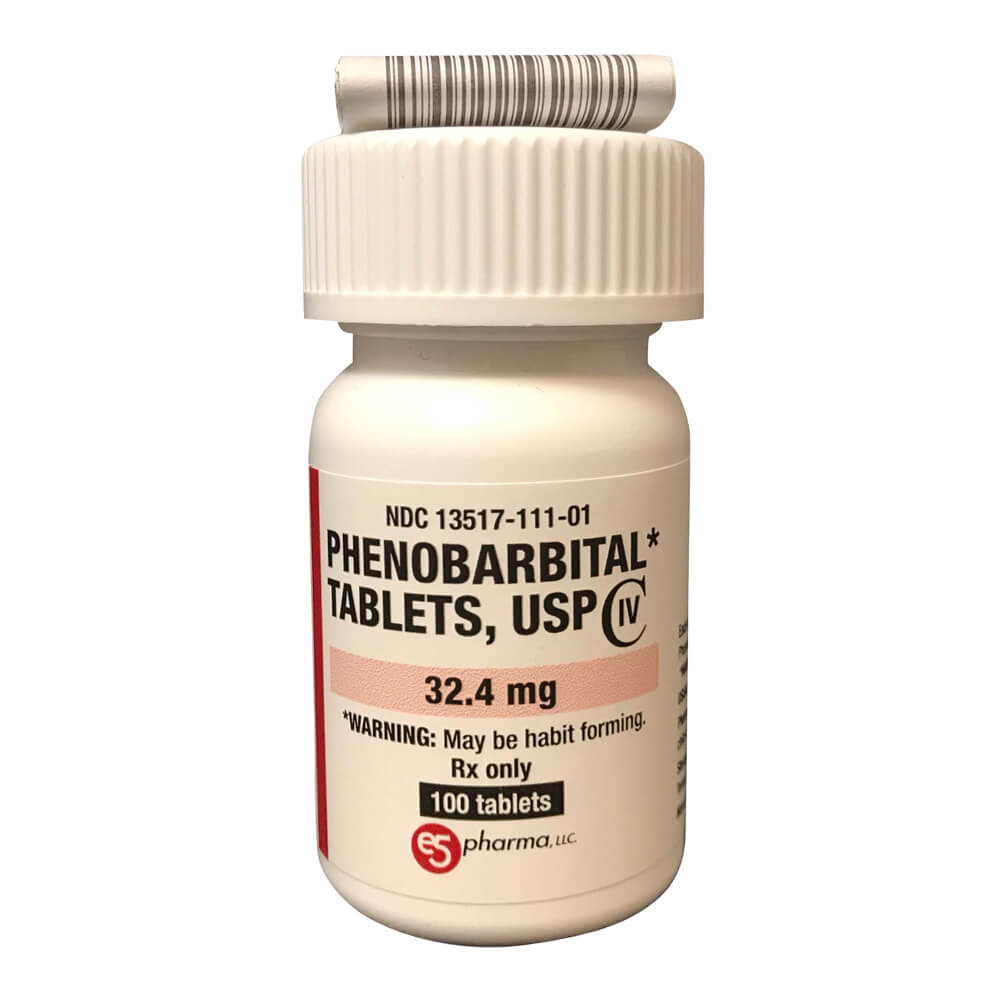 NDC 13517-111-01
PHENOBARBITAL*
TABLETS, USP CIV
32.4 mg
*WARNING: May be habit forming.
Rx only
100 tablets
e5 pharma, LLC.